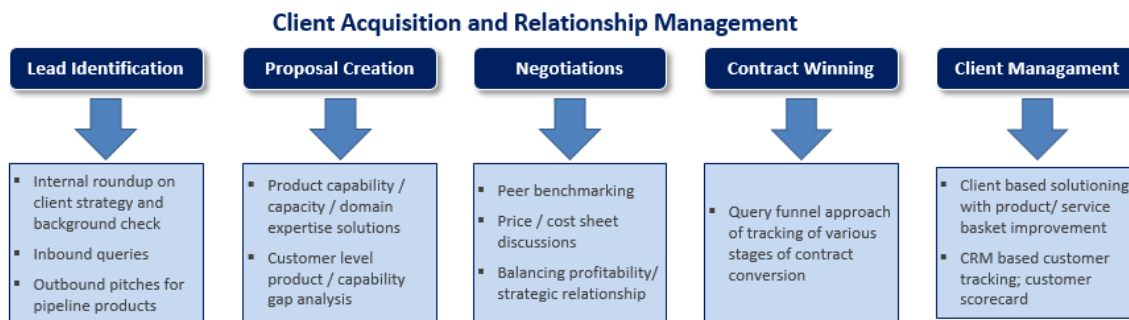 Client Acquisition and Relationship Management
Lead Identification
Proposal Creation
Negotiations
Contract Winning
Client Managament
▪ Internal roundup on
client strategy and
background check
▪ Inbound queries
▪ Outbound pitches for
pipeline products
▪ Product capability /
capacity / domain
expertise solutions
▪ Customer level
product / capability
gap analysis
▪ Peer benchmarking
▪ Price / cost sheet
discussions
▪ Balancing profitability/
strategic relationship
▪ Query funnel approach
of tracking of various
stages of contract
conversion
▪ Client based solutioning
with product/ service
basket improvement
▪ CRM based customer
tracking; customer
scorecard